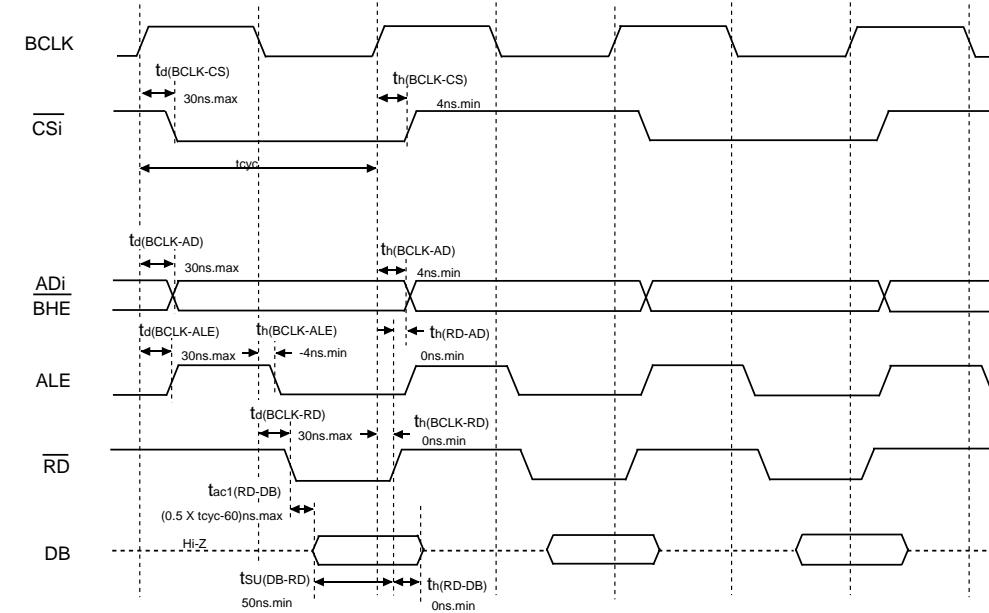 BCLK
td(BCLK-CS)
30ns.max
th(BCLK-CS)
4ns.min
CSi
tcyc
td(BCLK-AD)
30ns.max
th(BCLK-AD)
4ns.min
ADi
BHE
td(BCLK-ALE)
30ns.max
th(BCLK-ALE)
-4ns.min
th(RD-AD)
0ns.min
ALE
td(BCLK-RD)
30ns.max
th(BCLK-RD)
0ns.min
RD
tac1(RD-DB)
(0.5 X tcyc-60)ns.max
Hi-Z
DB
tSU(DB-RD)
50ns.min
th(RD-DB)
0ns.min